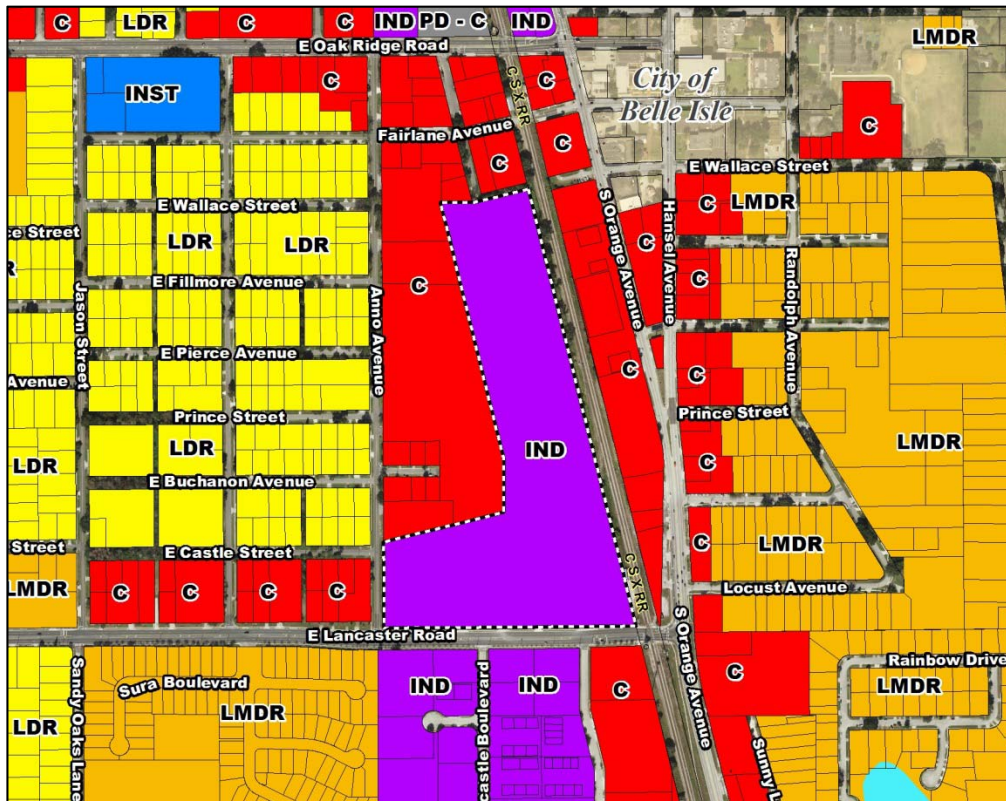 C
LDR
C
C
IND
PD - C
IND
LMDR
E Oak Ridge Road
INST
C
C
C S X RR
City of
Belle Isle
C
Fairlane Avenue
C
C
E Wallace Street
E Wallace Street
LDR
LDR
C
LMDR
C
S Orange Avenue
Hansel Avenue
Randolph Avenue
C
E Fillmore Avenue
C
Jason Street
Anno Avenue
E Pierce Avenue
Avenue
C
C
Prince Street
Prince Street
LDR
LDR
IND
C
LMDR
E Buchanon Avenue
Street
E Castle Street
C
LMDR
LMDR
C
C
C
C
C S X RR
Locust Avenue
E Lancaster Road
S Orange Avenue
Sandy Oaks Lane
Sura Boulevard
LMDR
IND
IND
castle Boulevard
C
C
Rainbow Drive
LMDR
LDR
Sunny L